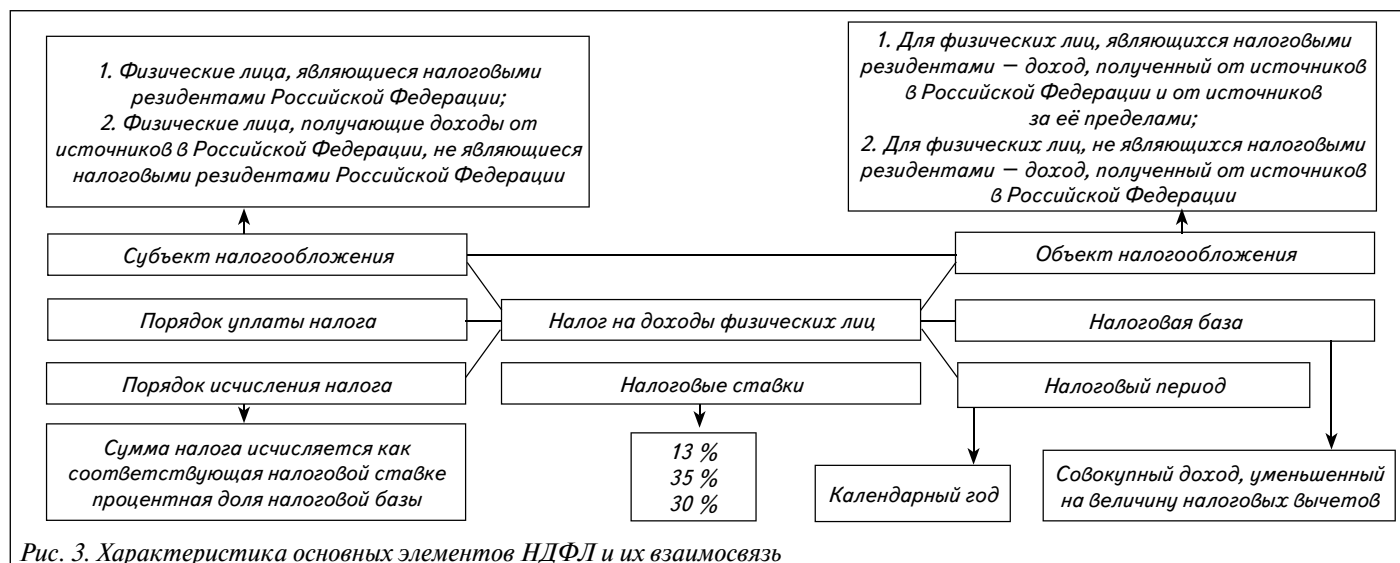 1. Физические лица, являющиеся налоговыми
резидентами Российской Федерации;
2. Физические лица, получающие доходы от
источников в Российской Федерации, не являющиеся
налоговыми резидентами Российской Федерации
1. Для физических лиц, являющихся налоговыми
резидентами – доход, полученный от источников
в Российской Федерации и от источников
за её пределами;
2. Для физических лиц, не являющихся налоговыми
резидентами – доход, полученный от источников
в Российской Федерации
Субъект налогообложения
Объект налогообложения
Порядок уплаты налога
Налог на доходы физических лиц
Налоговая база
Порядок исчисления налога
Налоговые ставки
Налоговый период
Сумма налога исчисляется как
соответствующая налоговой ставке
процентная доля налоговой базы
13 %
35 %
30 %
Календарный год
Совокупный доход, уменьшенный
на величину налоговых вычетов
Рис. 3. Характеристика основных элементов НДФЛ и их взаимосвязь